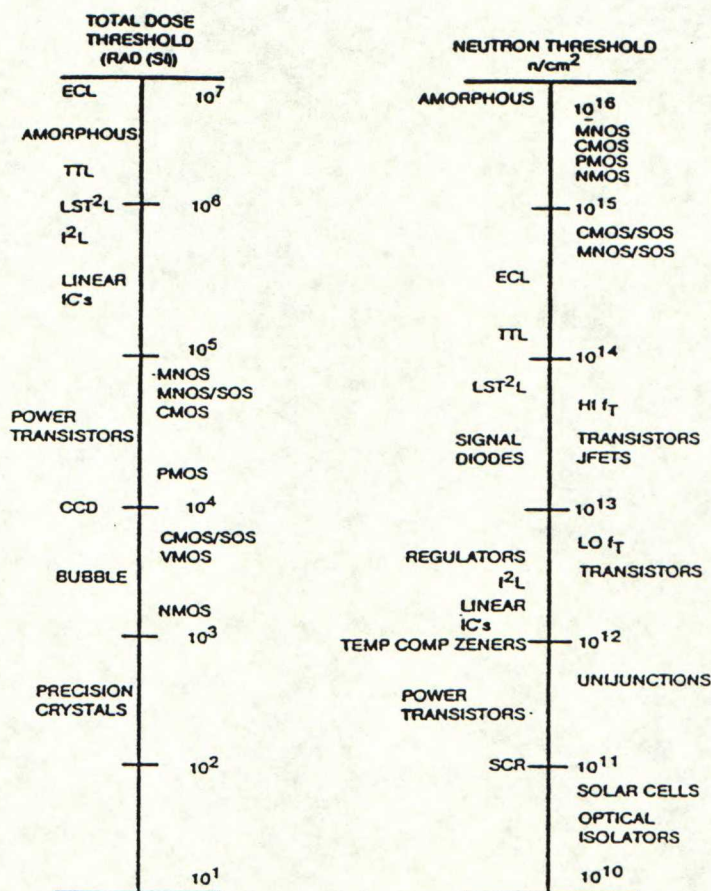 TOTAL DOSE
THRESHOLD
(RAD (Si))
ECL
10⁷
AMORPHOUS
TTL
LST²L
10⁶
I²L
LINEAR
IC's
10⁵
MNOS
MNOS/SOS
CMOS
POWER
TRANSISTORS
PMOS
CCD
10⁴
CMOS/SOS
VMOS
BUBBLE
NMOS
10³
PRECISION
CRYSTALS
10²
10¹
NEUTRON THRESHOLD
n/cm²
AMORPHOUS
10¹⁶
MNOS
CMOS
PMOS
NMOS
10¹⁵
CMOS/SOS
MNOS/SOS
ECL
TTL
10¹⁴
LST²L
HI fT
SIGNAL
DIODES
TRANSISTORS
JFETS
10¹³
LO fT
REGULATORS
TRANSISTORS
I²L
LINEAR
IC's
TEMP COMP ZENERS
10¹²
UNIJUNCTIONS
POWER
TRANSISTORS
SCR
10¹¹
SOLAR CELLS
OPTICAL
ISOLATORS
10¹⁰